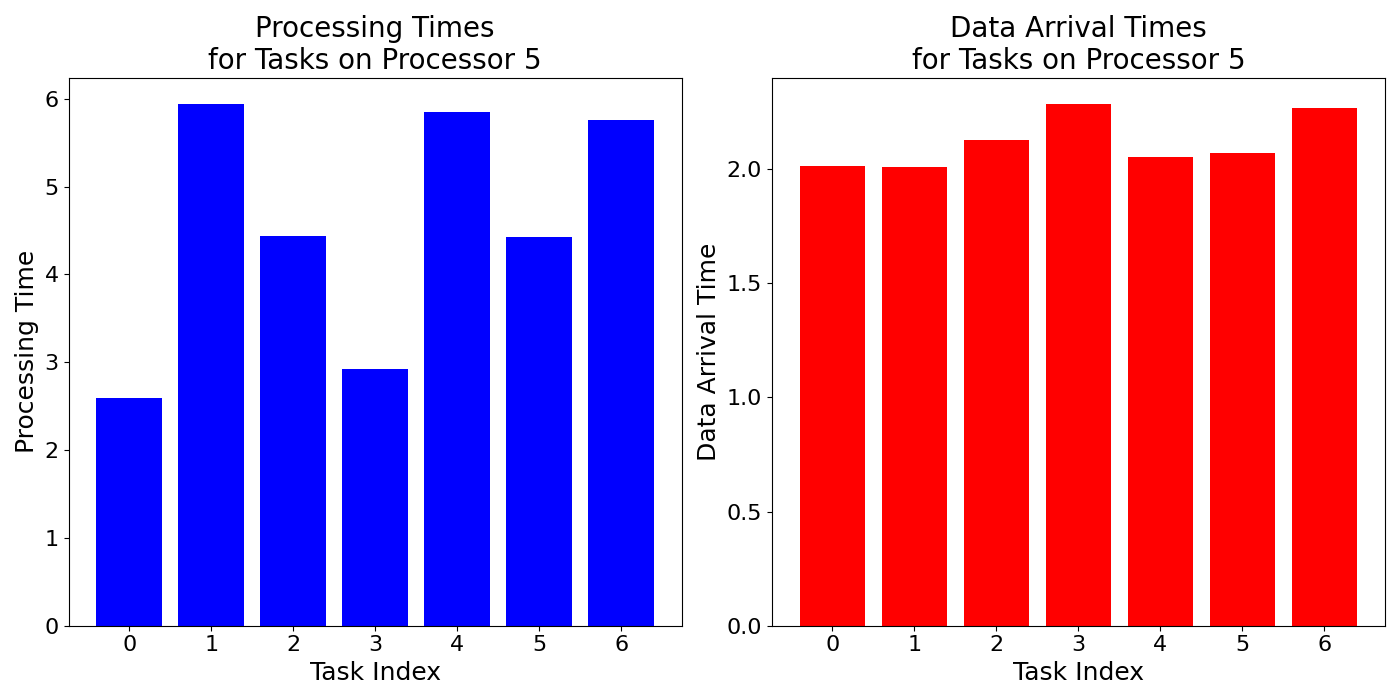 Processing Times
for Tasks on Processor 5
Processing Time
6
5
4
3
2
1
0
0 1 2 3 4 5 6
Task Index
Data Arrival Times
for Tasks on Processor 5
Data Arrival Time
2.0
1.5
1.0
0.5
0.0
0 1 2 3 4 5 6
Task Index